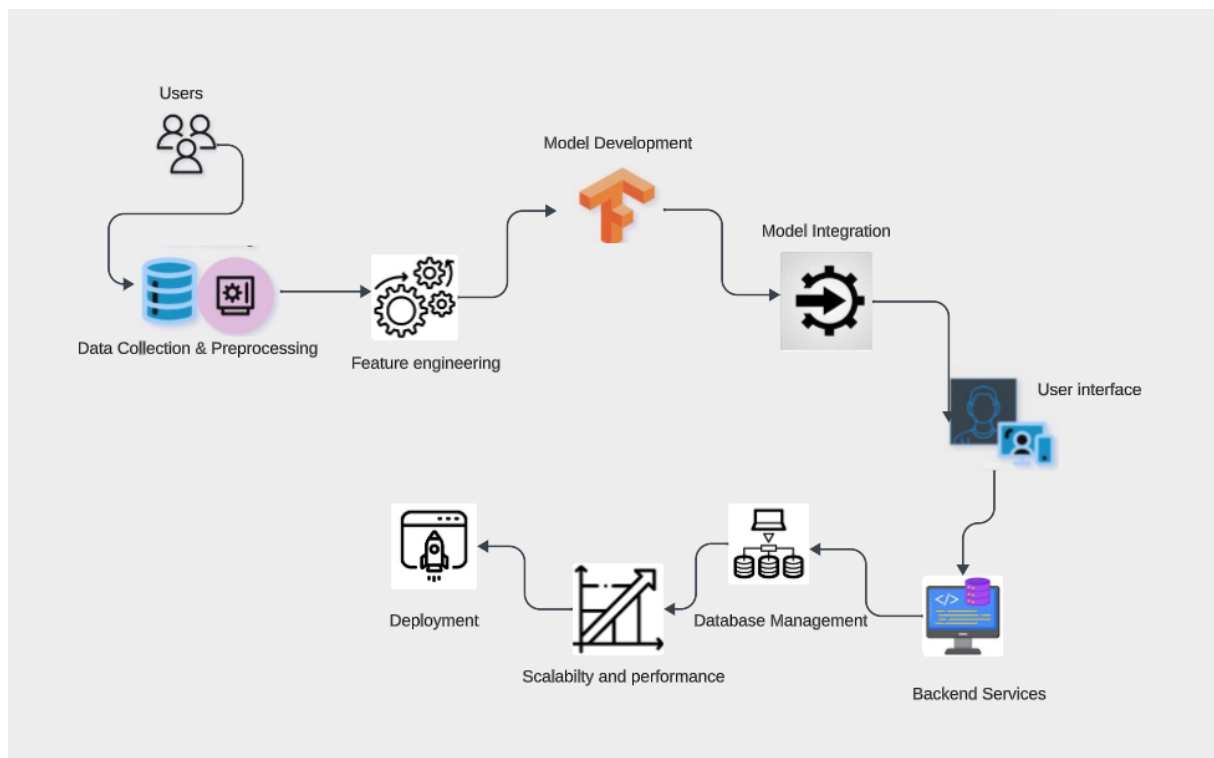 Users
Data Collection & Preprocessing
Feature engineering
Model Development
Model Integration
User interface
Backend Services
Database Management
Scalabilty and performance
Deployment